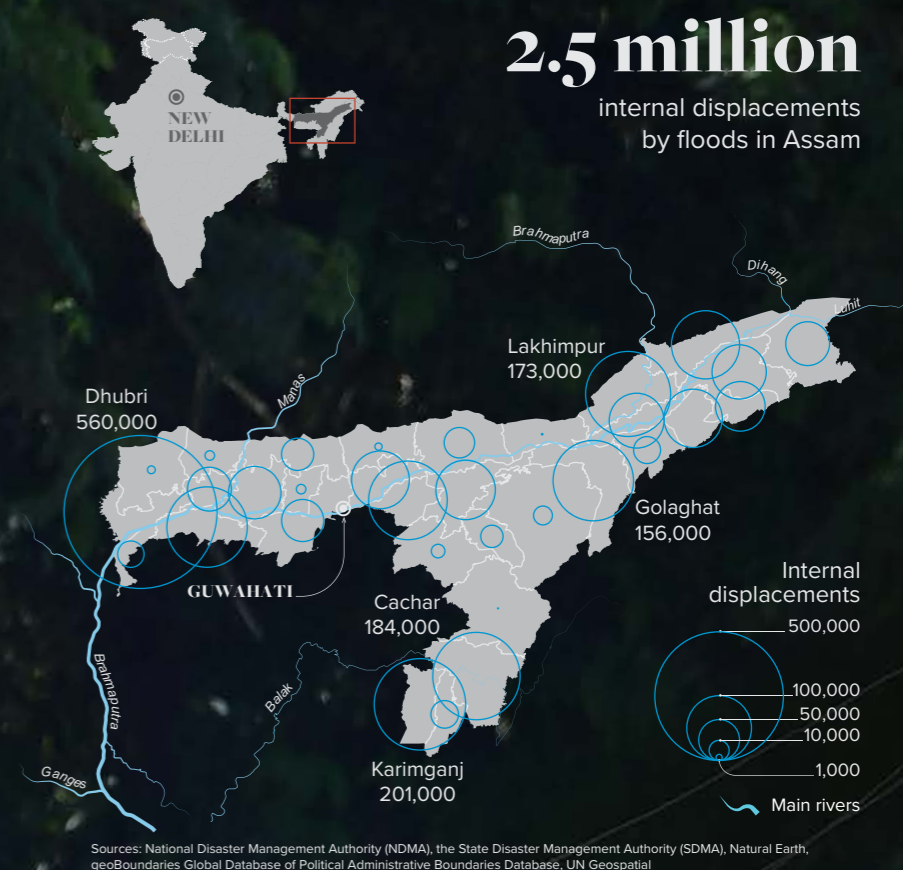 2.5 million
internal displacements
by floods in Assam
NEW
DELHI
Brahmaputra
Dihang
Luhit
Lakhimpur
173,000
Manas
Dhubri
560,000
Golaghat
156,000
GUWAHATI
Cachar
184,000
Internal
displacements
500,000
100,000
50,000
10,000
1,000
Brahmaputra
Balak
Ganges
Karimganj
201,000
Main rivers
Sources: National Disaster Management Authority (NDMA), the State Disaster Management Authority (SDMA), Natural Earth,
geoBoundaries Global Database of Political Administrative Boundaries Database, UN Geospatial